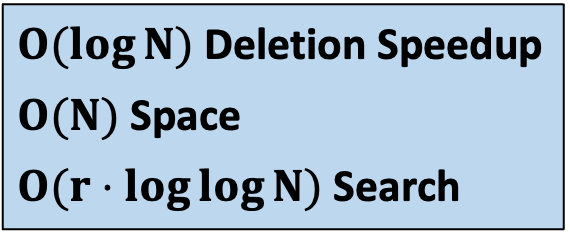 O(log N) Deletion Speedup
O(N) Space
O(r · log log N) Search